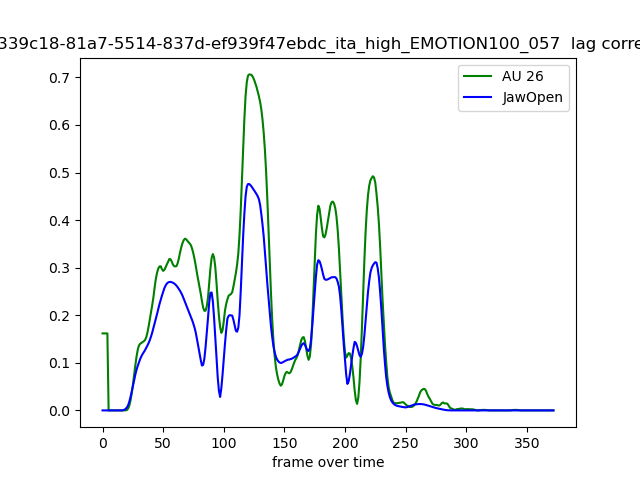 339c18-81a7-5514-837d-ef939f47ebdc_ita_high_EMOTION100_057 lag corre
AU 26
JawOpen
0.7
0.6
0.5
0.4
0.3
0.2
0.1
0.0
0 50 100 150 200 250 300 350
frame over time